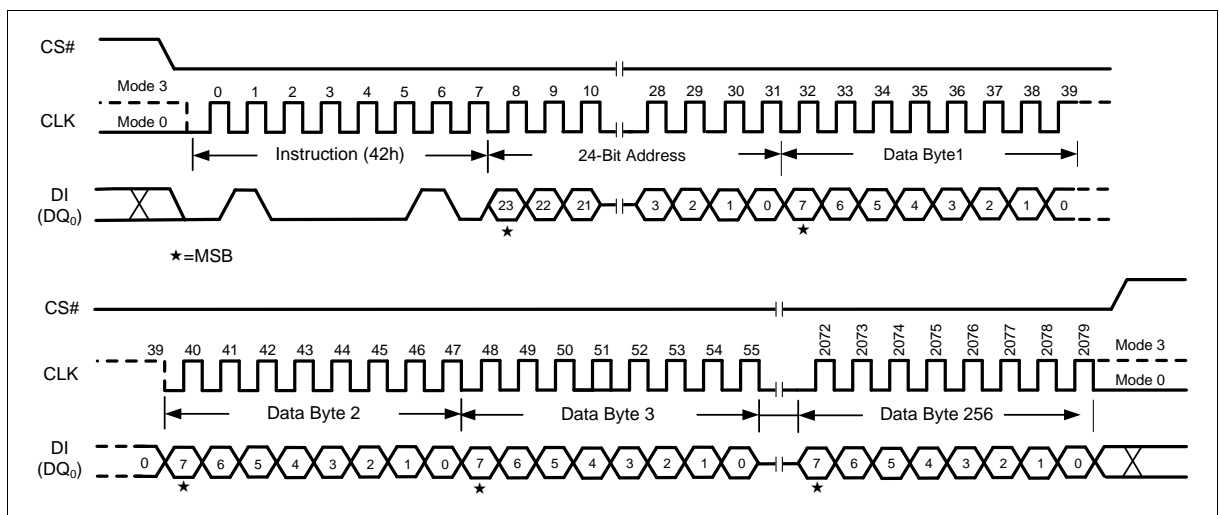 CS#
Mode 3
0 1 2 3 4 5 6 7 8 9 10 28 29 30 31 32 33 34 35 36 37 38 39
CLK
Mode 0
Instruction (42h) 24-Bit Address Data Byte1
DI
(DQ0)
23 22 21 3 2 1 0 7 6 5 4 3 2 1 0
★ ★
★=MSB
CS#
39 40 41 42 43 44 45 46 47 48 49 50 51 52 53 54 55 2072 2073 2074 2075 2076 2077 2078 2079
Mode 3
CLK
Mode 0
Data Byte 2 Data Byte 3 Data Byte 256
DI
(DQ0)
0 7 6 5 4 3 2 1 0 7 6 5 4 3 2 1 0 7 6 5 4 3 2 1 0
★ ★ ★